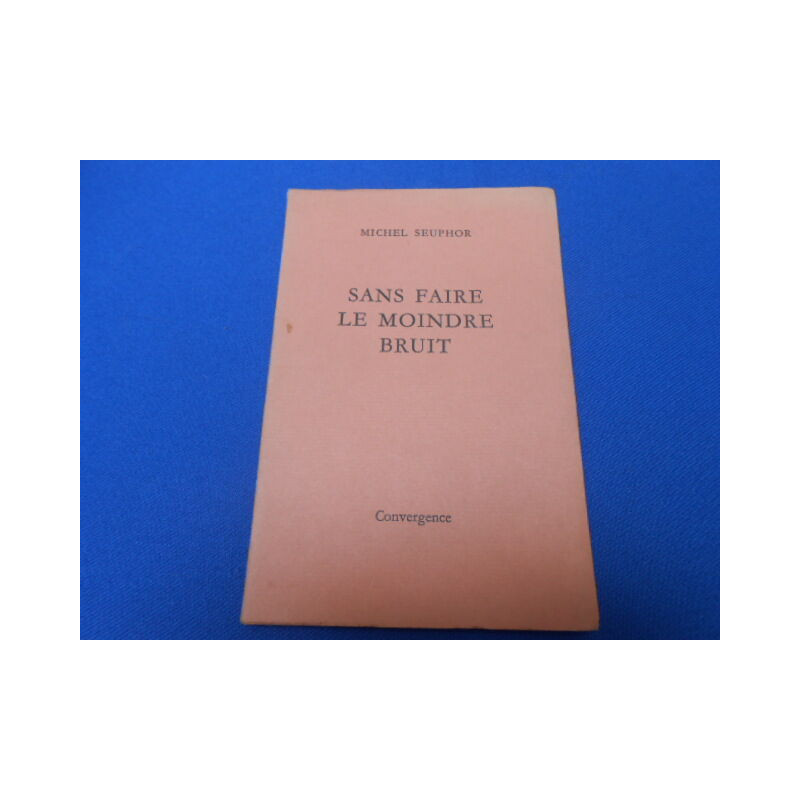 MICHEL SEUPHOR
SANS FAIRE
LE MOINDRE
BRUIT
Convergence